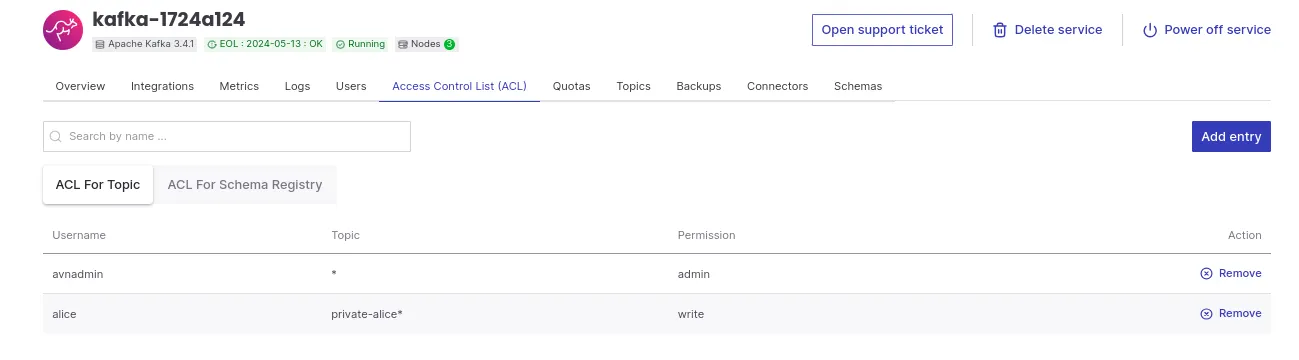 kafka-1724a124
Apache Kafka 3.4.1 EOL : 2024-05-13 : OK Running Nodes 3
Open support ticket Delete service Power off service
Overview Integrations Metrics Logs Users Access Control List (ACL) Quotas Topics Backups Connectors Schemas
Search by name ...
Add entry
ACL For Topic ACL For Schema Registry
Username Topic Permission Action
avnadmin * admin Remove
alice private-alice* write Remove